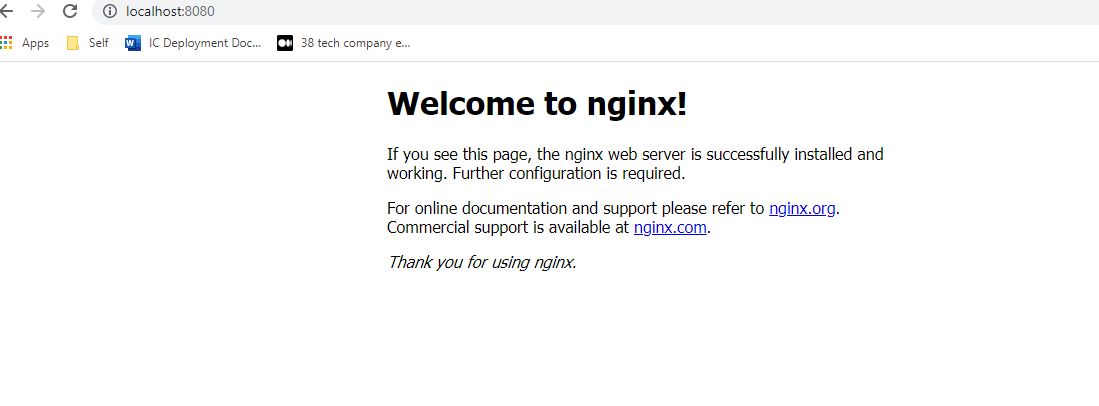 localhost:8080
Apps Self IC Deployment Doc... 38 tech company e...
Welcome to nginx!
If you see this page, the nginx web server is successfully installed and
working. Further configuration is required.
For online documentation and support please refer to nginx.org.
Commercial support is available at nginx.com.
Thank you for using nginx.